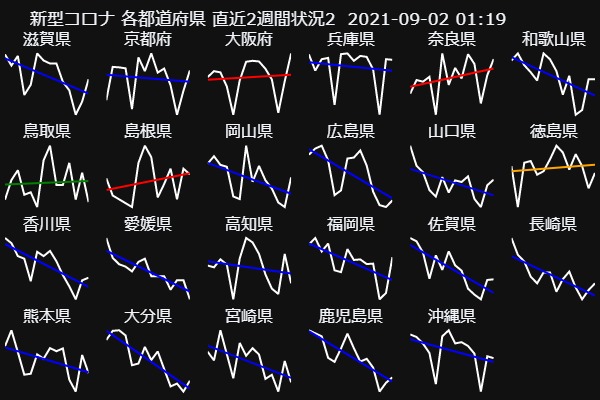 新型コロナ 各都道府県 直近2週間状況2 2021-09-02 01:19
滋賀県 京都府 大阪府 兵庫県 奈良県 和歌山県
鳥取県 島根県 岡山県 広島県 山口県 徳島県
香川県 愛媛県 高知県 福岡県 佐賀県 長崎県
熊本県 大分県 宮崎県 鹿児島県 沖縄県